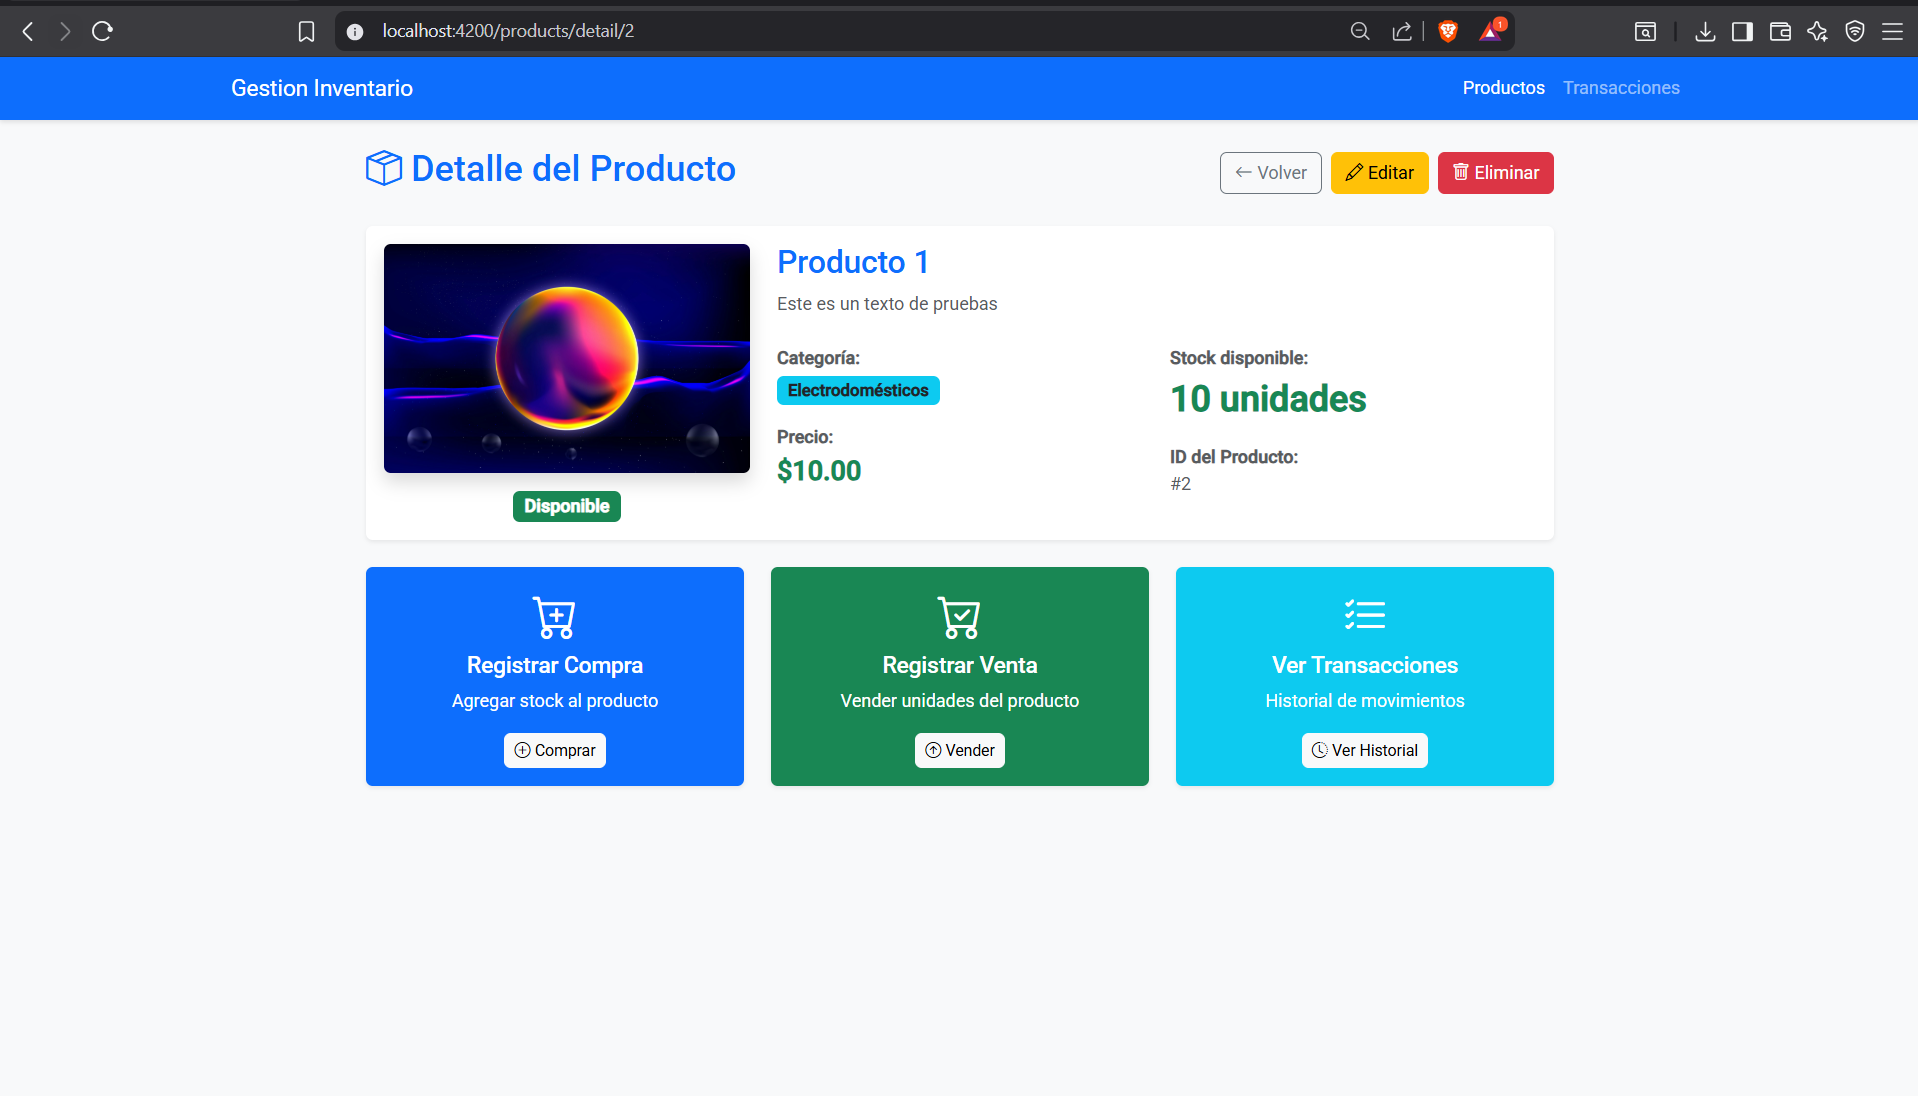 localhost:4200/products/detail/2
1
Gestion Inventario
Productos
Transacciones
Detalle del Producto
Volver
Editar
Eliminar
Producto 1
Este es un texto de pruebas
Categoría:
Electrodomésticos
Precio:
$10.00
Stock disponible:
10 unidades
ID del Producto:
#2
Disponible
Registrar Compra
Agregar stock al producto
Comprar
Registrar Venta
Vender unidades del producto
Vender
Ver Transacciones
Historial de movimientos
Ver Historial